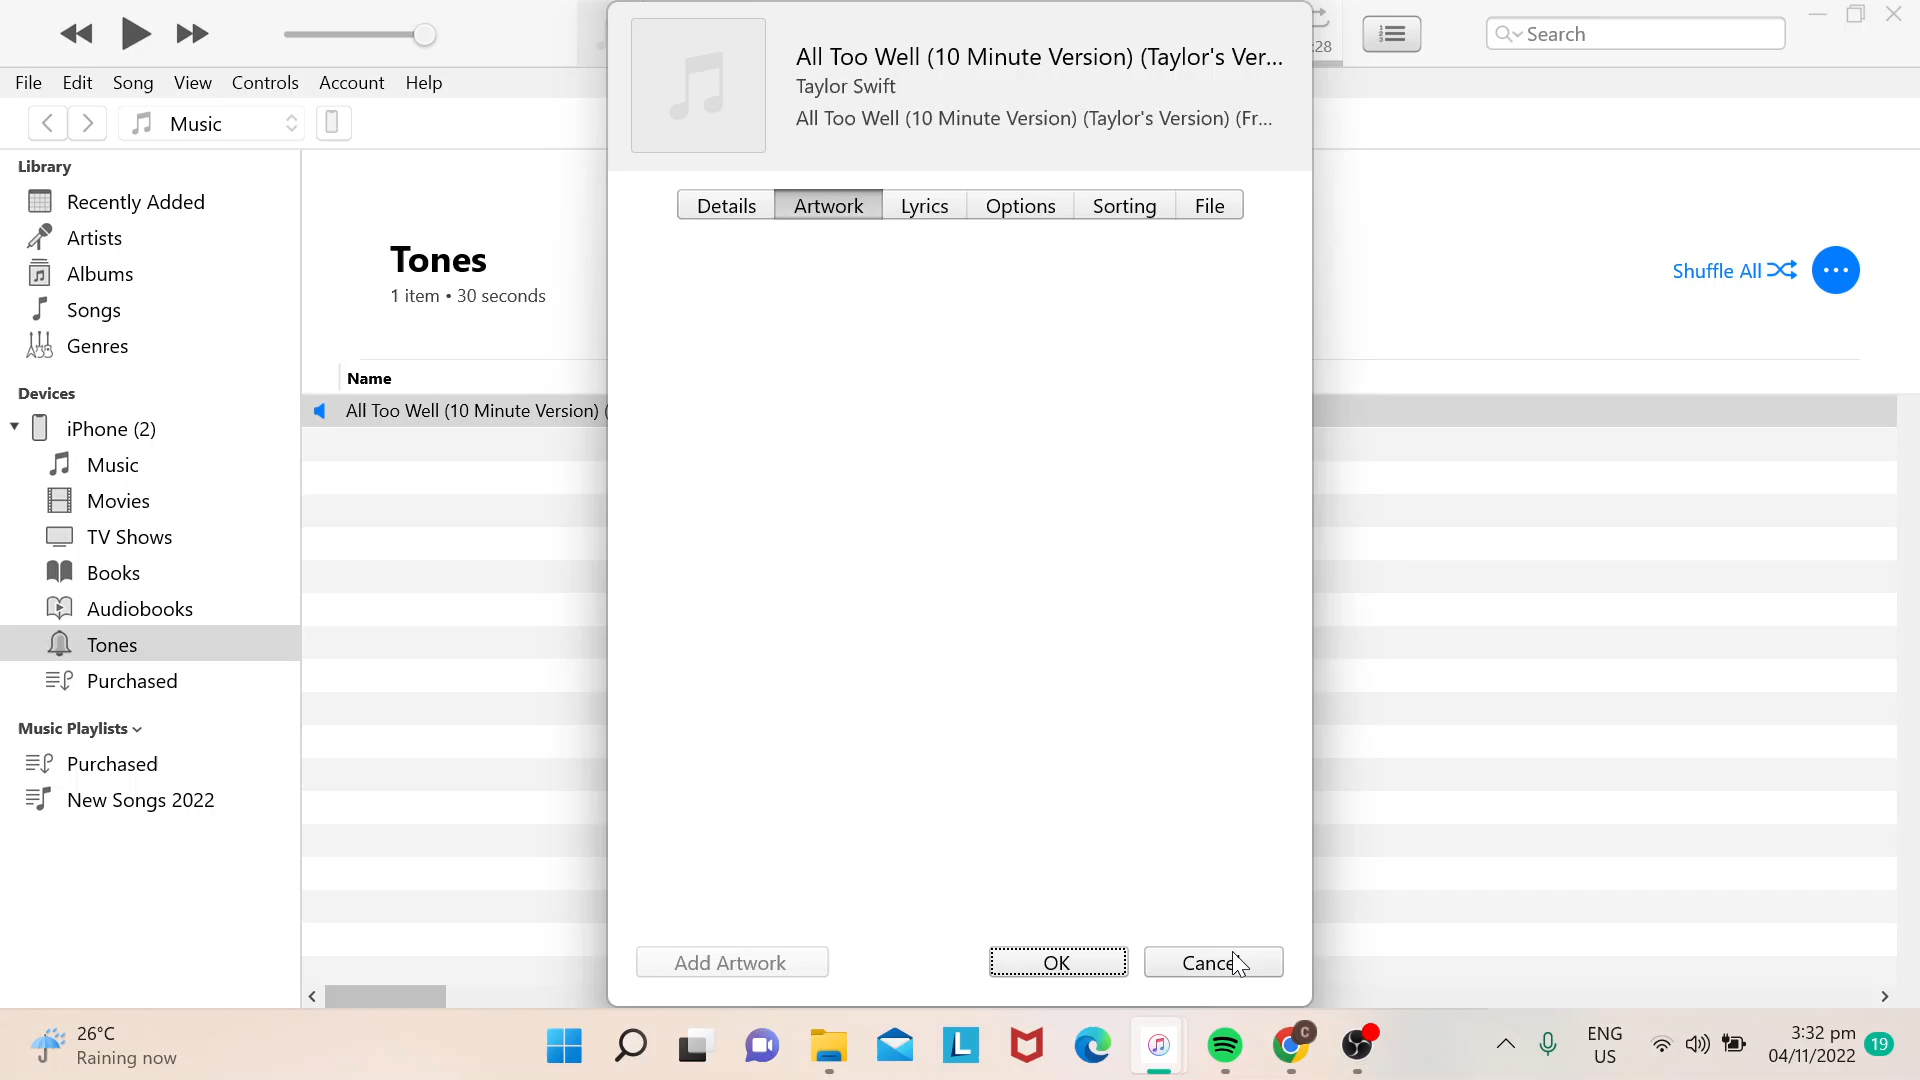 All Too Well (10 Minute Version) (Taylor's Ver...
Taylor Swift
All Too Well (10 Minute Version) (Taylor's Version) (Fr...
:28
Search
File Edit Song View Controls Account Help
Music
Library
Recently Added
Artists
Albums
Songs
Genres
Devices
iPhone (2)
Music
Movies
TV Shows
Books
Audiobooks
Tones
Purchased
Music Playlists
Purchased
New Songs 2022
Details Artwork Lyrics Options Sorting File
Tones
1 item • 30 seconds
Shuffle All
Name
All Too Well (10 Minute Version) (
Add Artwork OK Cancel
26°C
Raining now
L
C
ENG
US
3:32 pm
04/11/2022
19